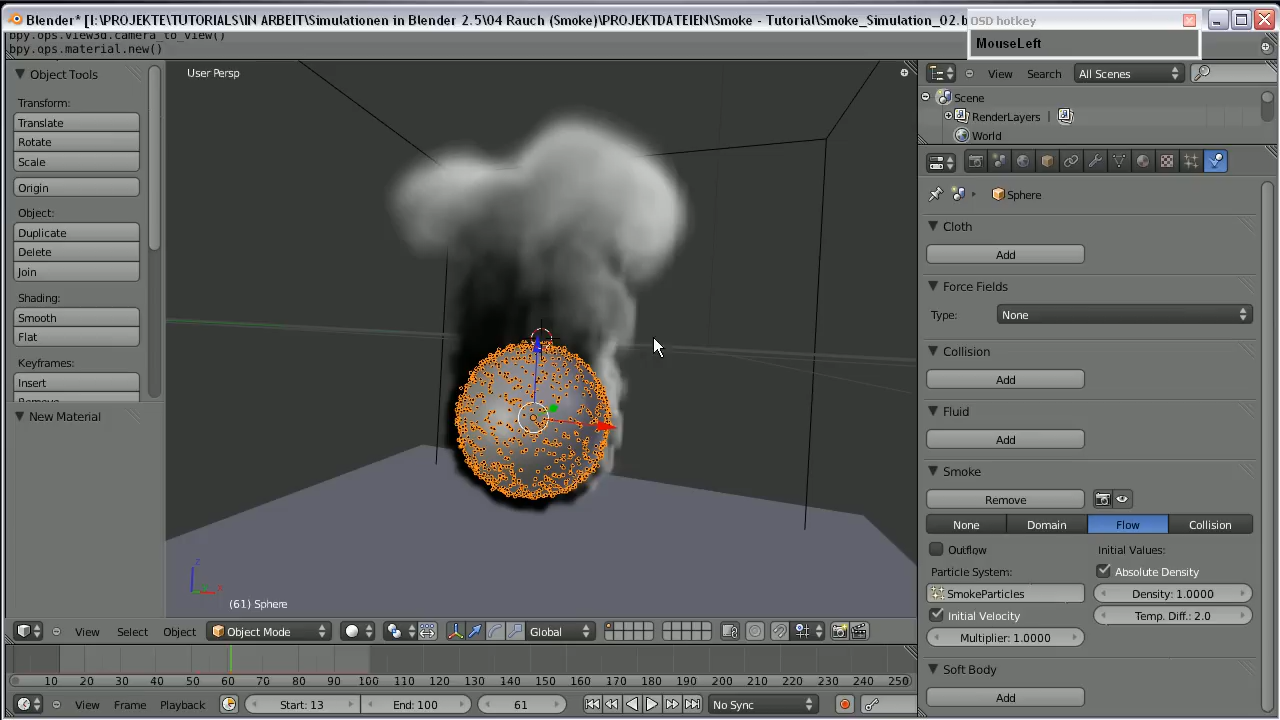 Blender* [I:\PROJEKTE\TUTORIALS\IN ARBEIT\Simulationen in Blender 2.5\04 Rauch (Smoke)\PROJEKTDATEIEN\Smoke - Tutorial\Smoke_Simulation_02.b
OSD hotkey
MouseLeft
bpy.ops.view3d.camera_to_view()
bpy.ops.material.new()
Object Tools
Transform:
Translate
Rotate
Scale
Origin
Object:
Duplicate
Delete
Join
Shading:
Smooth
Flat
Keyframes:
Insert
Remove
New Material
User Persp
(61) Sphere
View Search All Scenes
Scene
RenderLayers |
World
Sphere
Cloth
Add
Force Fields
Type: None
Collision
Add
Fluid
Add
Smoke
Remove
None Domain Flow Collision
Outflow Initial Values:
Particle System: Absolute Density
SmokeParticles Density: 1.0000
Initial Velocity Temp. Diff.: 2.0
Multiplier: 1.0000
Soft Body
Add
View Select Object Object Mode Global
10 20 30 40 50 60 70 80 90 100 110 120 130 140 150 160 170 180 190 200 210 220 230 240 250
View Frame Playback Start: 13 End: 100 61 No Sync